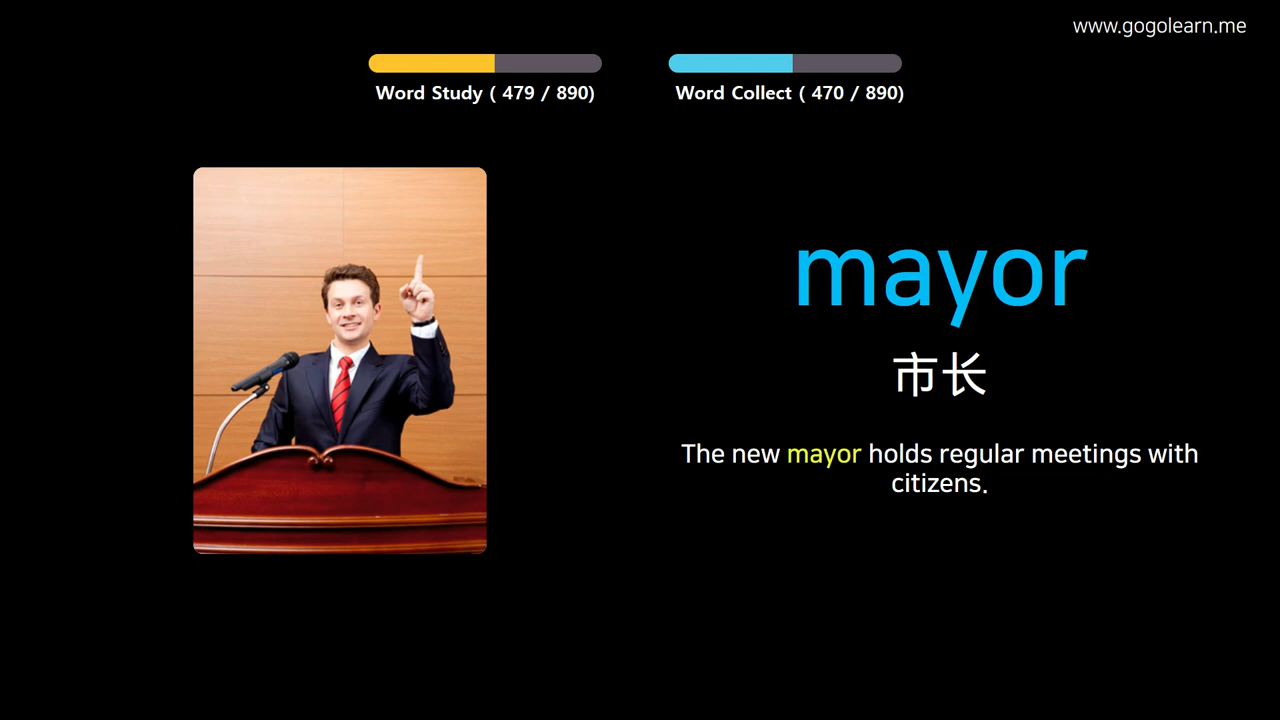 www.gogolearn.me
Word Study ( 479 / 890)
Word Collect ( 470 / 890)
mayor
市长
The new mayor holds regular meetings with
citizens.